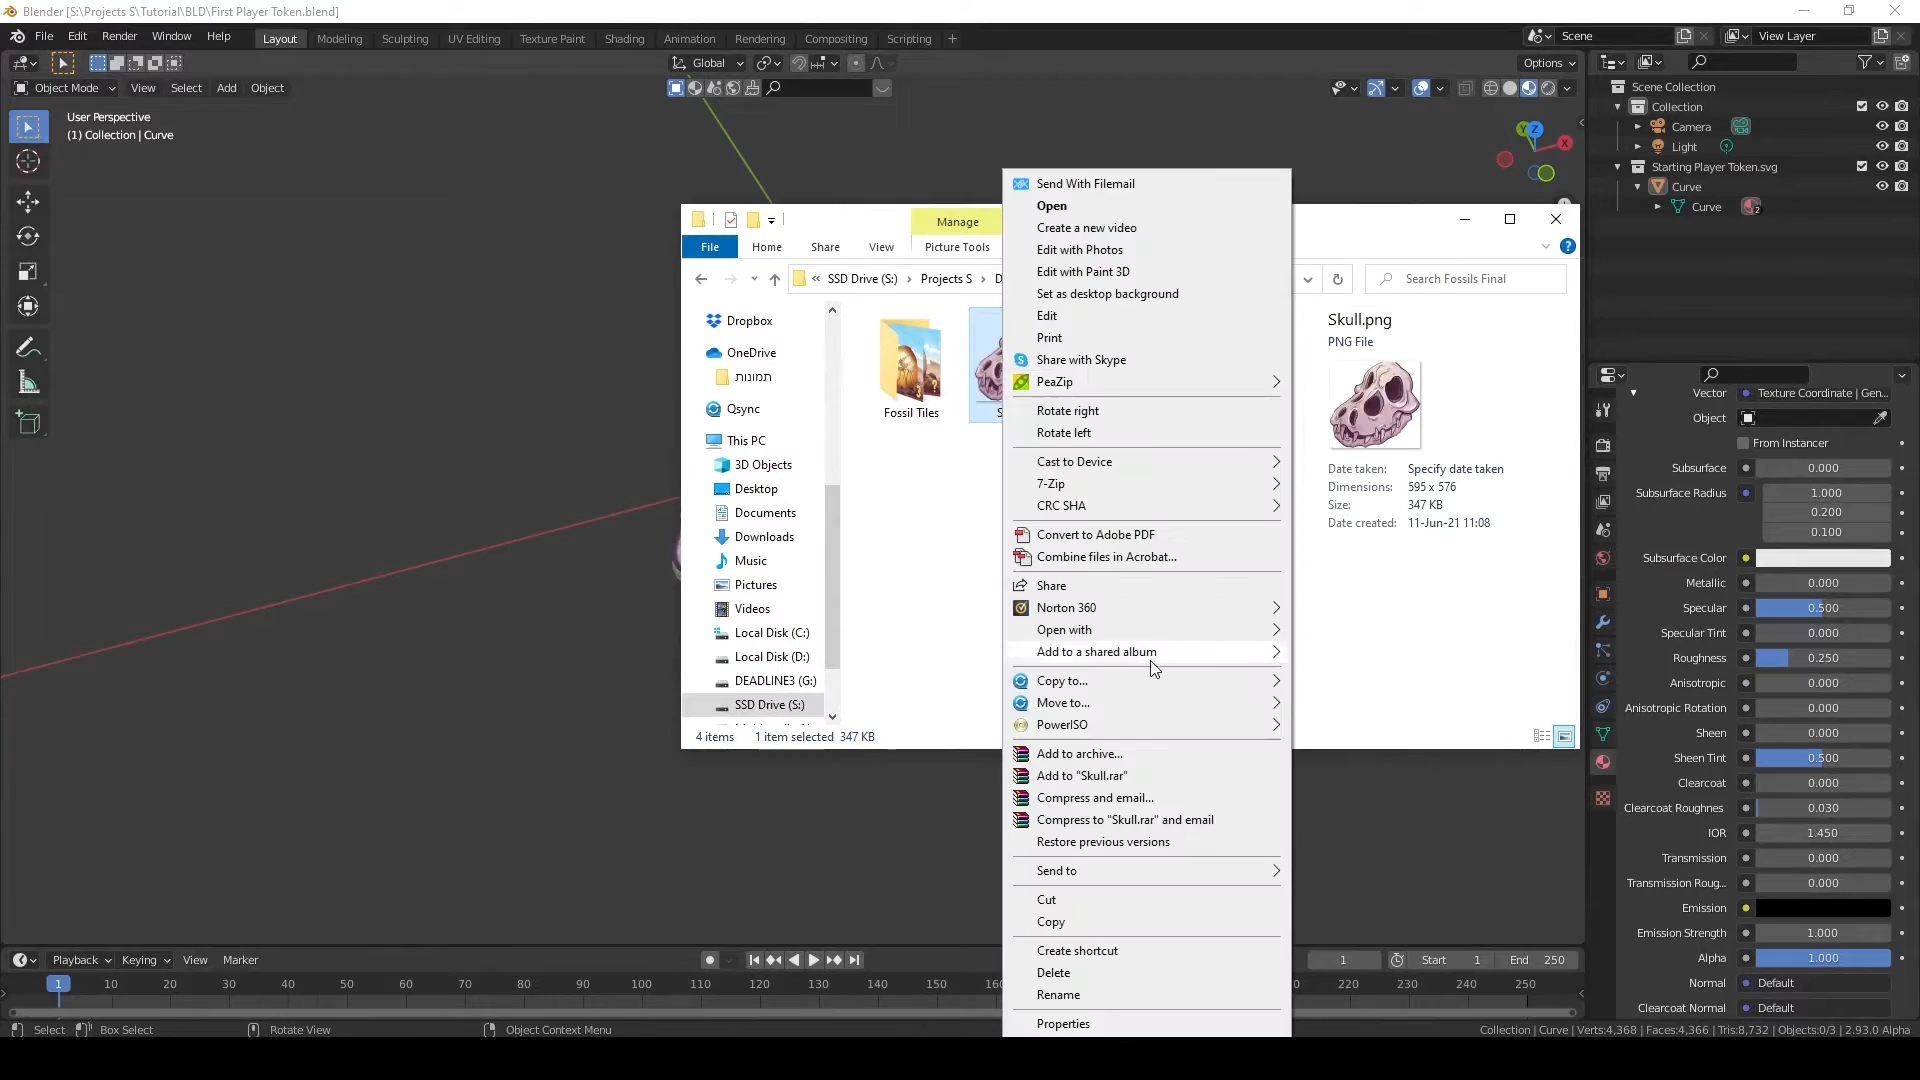 Blender [S:\Projects S\Tutorial\BLD\First Player Token.blend]
File Edit Render Window Help
Layout Modeling Sculpting UV Editing Texture Paint Shading Animation Rendering Compositing Scripting +
Scene
View Layer
Global
Options
Object Mode View Select Add Object
User Perspective
(1) Collection | Curve
Z
Y
X
Scene Collection
Collection
Camera
Light
Starting Player Token.svg
Curve
Curve
2
Manage
File Home Share View Picture Tools
« SSD Drive (S:) › Projects S › D
Search Fossils Final
Dropbox
OneDrive
תמונות
Qsync
This PC
3D Objects
Desktop
Documents
Downloads
Music
Pictures
Videos
Local Disk (C:)
Local Disk (D:)
DEADLINE3 (G:)
SSD Drive (S:)
Fossil Tiles
S
4 items 1 item selected 347 KB
Send With Filemail
Open
Create a new video
Edit with Photos
Edit with Paint 3D
Set as desktop background
Edit
Print
Share with Skype
PeaZip
Rotate right
Rotate left
Cast to Device
7-Zip
CRC SHA
Convert to Adobe PDF
Combine files in Acrobat...
Share
Norton 360
Open with
Add to a shared album
Copy to...
Move to...
PowerISO
Add to archive...
Add to "Skull.rar"
Compress and email...
Compress to "Skull.rar" and email
Restore previous versions
Send to
Cut
Copy
Create shortcut
Delete
Rename
Properties
Skull.png
PNG File
Date taken: Specify date taken
Dimensions: 595 x 576
Size: 347 KB
Date created: 11-Jun-21 11:08
Vector Texture Coordinate | Gen...
Object
From Instancer
Subsurface 0.000
Subsurface Radius 1.000
0.200
0.100
Subsurface Color
Metallic 0.000
Specular 0.500
Specular Tint 0.000
Roughness 0.250
Anisotropic 0.000
Anisotropic Rotation 0.000
Sheen 0.000
Sheen Tint 0.500
Clearcoat 0.000
Clearcoat Roughnes 0.030
IOR 1.450
Transmission 0.000
Transmission Roug... 0.000
Emission
Emission Strength 1.000
Alpha 1.000
Normal Default
Clearcoat Normal Default
Playback Keying View Marker
1 Start 1 End 250
1 10 20 30 40 50 60 70 80 90 100 110 120 130 140 150 220 230 240 250
Select Box Select Rotate View Object Context Menu
Collection | Curve | Verts:4,368 | Faces:4,366 | Tris:8,732 | Objects:0/3 | 2.93.0 Alpha